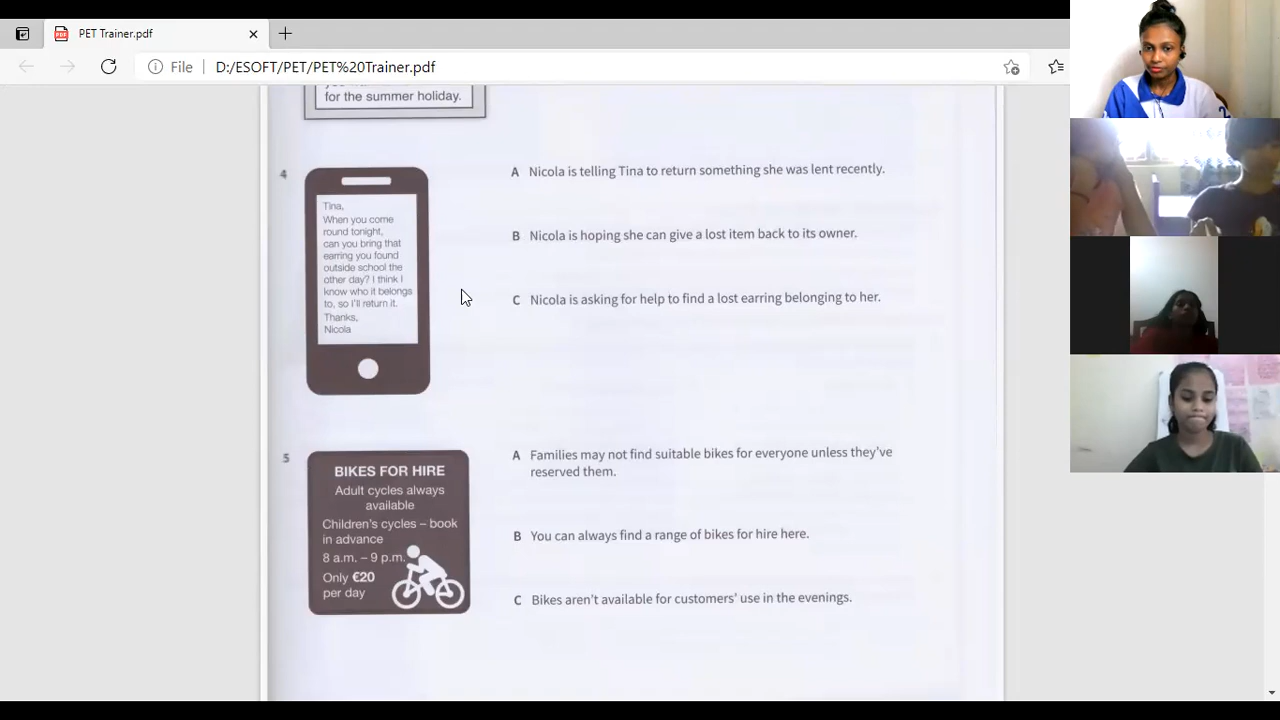 PET Trainer.pdf
File
D:/ESOFT/PET/PET%20Trainer.pdf
for the summer holiday.
4
Tina,
When you come
round tonight,
can you bring that
earring you found
outside school the
other day? I think I
know who it belongs
to, so I'll return it.
Thanks,
Nicola
A Nicola is telling Tina to return something she was lent recently.
B Nicola is hoping she can give a lost item back to its owner.
C Nicola is asking for help to find a lost earring belonging to her.
5
BIKES FOR HIRE
Adult cycles always
available
Children's cycles – book
in advance
8 a.m. – 9 p.m.
Only €20
per day
A Families may not find suitable bikes for everyone unless they've
reserved them.
B You can always find a range of bikes for hire here.
C Bikes aren't available for customers' use in the evenings.